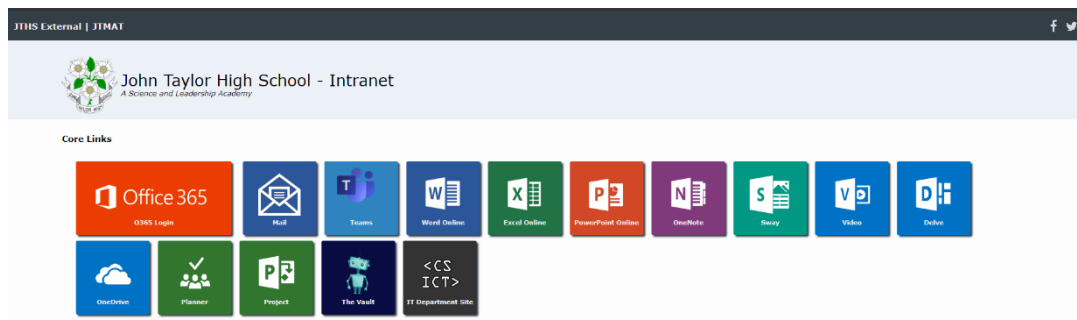 JTHS External | JTMAT
John Taylor High School - Intranet
A Science and Leadership Academy
Core Links
Office 365
O365 Login
Mail
T
Teams
W
Word Online
X
Excel Online
P
PowerPoint Online
N
OneNote
S
Sway
V
Video
D
Delve
OneDrive
Planner
P
Project
The Vault
<CS
ICT>
IT Department Site